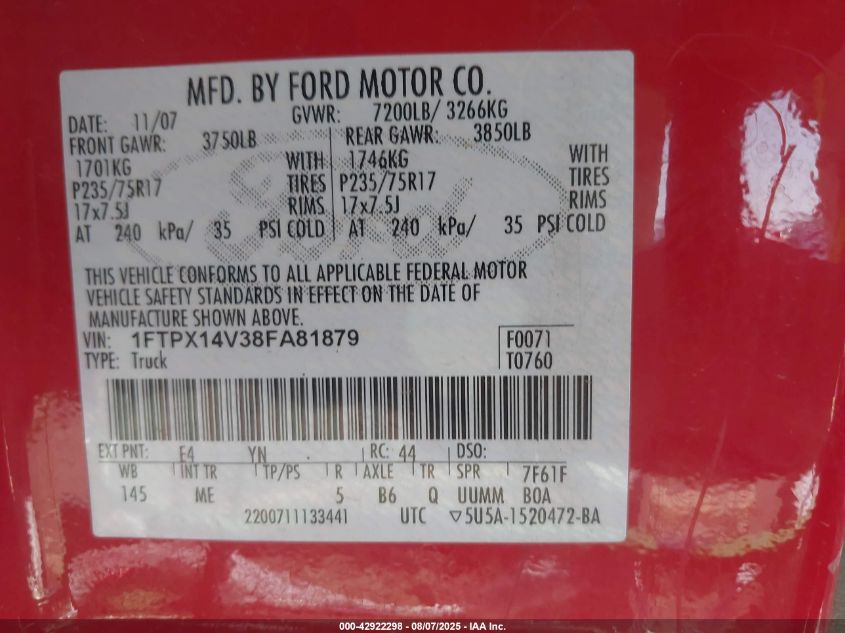 MFD. BY FORD MOTOR CO.
DATE: 11/07 GVWR: 7200LB/ 3266KG
FRONT GAWR: 3750LB REAR GAWR: 3850LB
1701KG WITH 1746KG WITH
P235/75R17 TIRES P235/75R17 TIRES
17x7.5J RIMS 17x7.5J RIMS
AT 240 kPa/ 35 PSI COLD AT 240 kPa/ 35 PSI COLD
THIS VEHICLE CONFORMS TO ALL APPLICABLE FEDERAL MOTOR
VEHICLE SAFETY STANDARDS IN EFFECT ON THE DATE OF
MANUFACTURE SHOWN ABOVE.
VIN: 1FTPX14V38FA81879 F0071
TYPE: Truck T0760
EXT PNT: E4 YN RC: 44 DSO:
WB INT TR TP/PS R AXLE TR SPR 7F61F
145 ME 5 B6 Q UUMM BOA
2200711133441 UTC ▽5U5A-1520472-BA
000-42922298 - 08/07/2025 - IAA Inc.